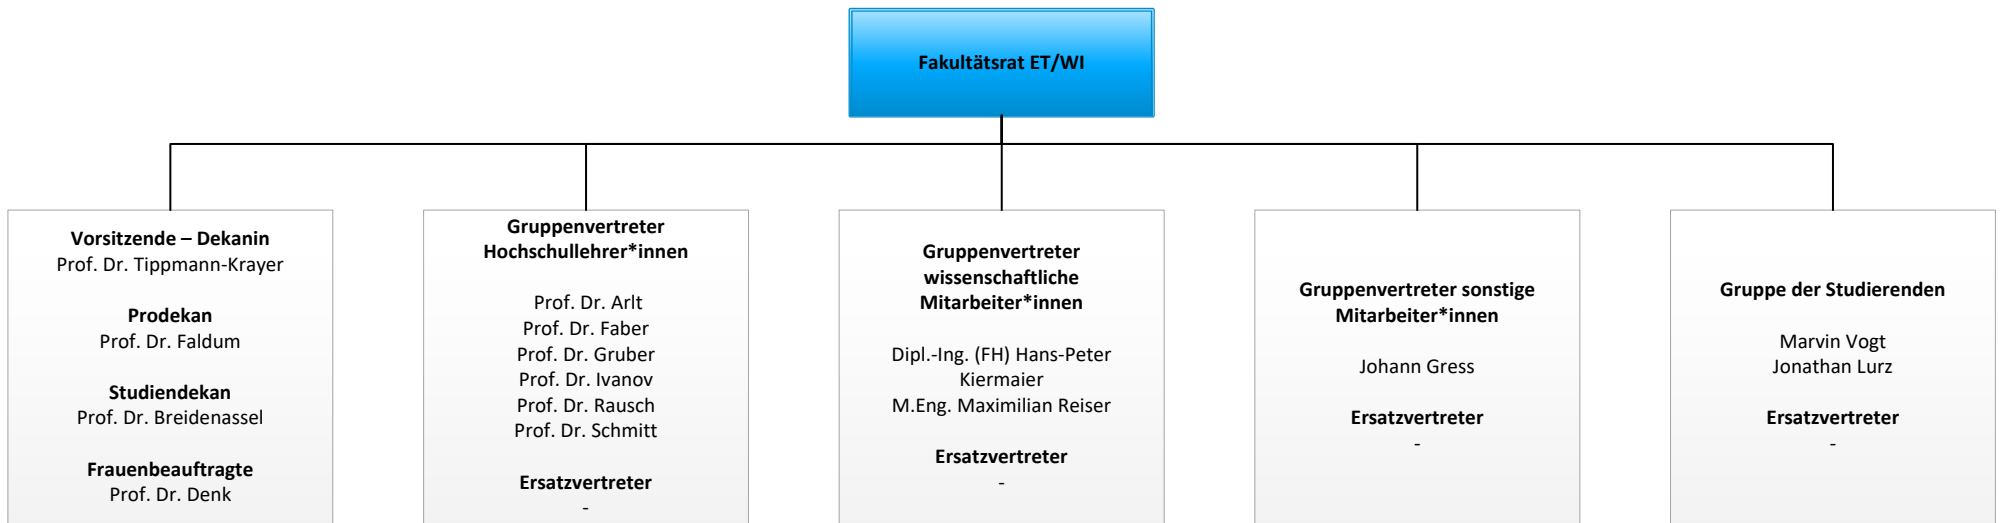 Fakultätsrat ET/WI
Vorsitzende – Dekanin
Prof. Dr. Tippmann-Krayer
Prodekan
Prof. Dr. Faldum
Studiendekan
Prof. Dr. Breidenassel
Frauenbeauftragte
Prof. Dr. Denk
Gruppenvertreter
Hochschullehrer*innen
Prof. Dr. Arlt
Prof. Dr. Faber
Prof. Dr. Gruber
Prof. Dr. Ivanov
Prof. Dr. Rausch
Prof. Dr. Schmitt
Ersatzvertreter
-
Gruppenvertreter
wissenschaftliche
Mitarbeiter*innen
Dipl.-Ing. (FH) Hans-Peter
Kiermaier
M.Eng. Maximilian Reiser
Ersatzvertreter
-
Gruppenvertreter sonstige
Mitarbeiter*innen
Johann Gress
Ersatzvertreter
-
Gruppe der Studierenden
Marvin Vogt
Jonathan Lurz
Ersatzvertreter
-